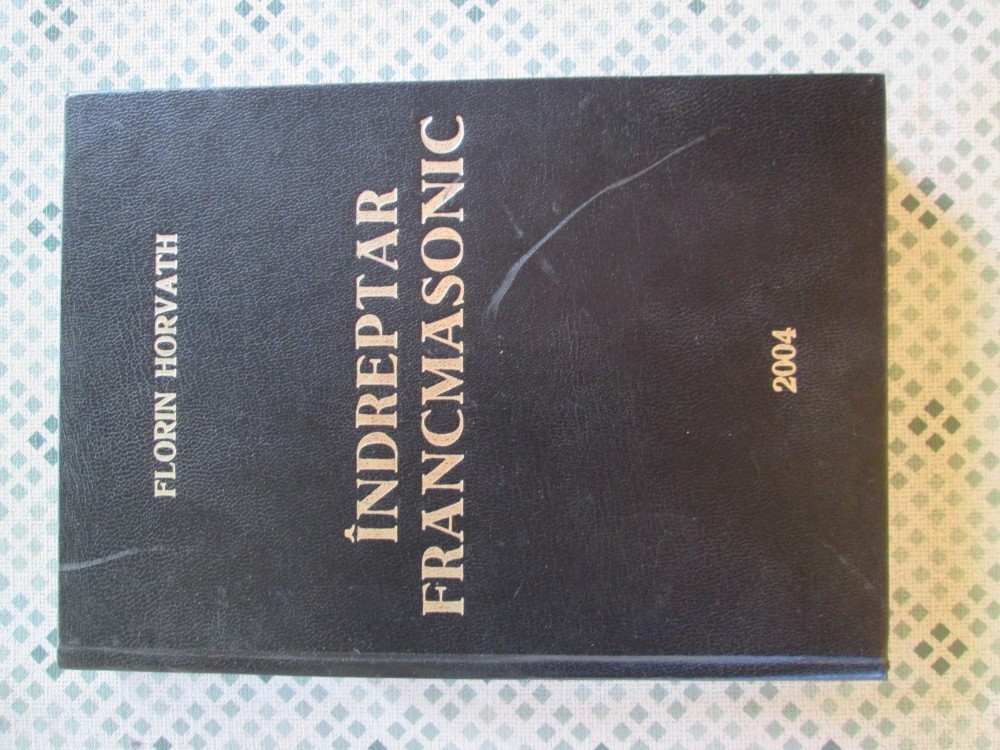 FLORIN HORVATH
ÎNDREPTAR
FRANCMASONIC
2004